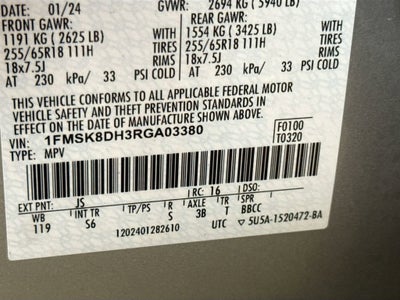 DATE: 01/24 GVWR: 2694 KG ( 5940 LB)
FRONT GAWR: REAR GAWR:
1191 KG ( 2625 LB) 1554 KG ( 3425 LB)
255/65R18 111H TIRES 255/65R18 111H
18x7.5J RIMS 18x7.5J
AT 230 kPa/ 33 PSI COLD AT 230 kPa/ 33 PSI COLD
THIS VEHICLE CONFORMS TO ALL APPLICABLE FEDERAL MOTOR
VEHICLE SAFETY AND THEFT PREVENTION STANDARDS IN EFFECT
ON THE DATE OF MANUFACTURE SHOWN ABOVE.
VIN: 1FMSK8DH3RGA03380 F0100
TYPE: MPV T0320
EXT PNT: JS RC: 16 DSO:
WB INT TR TP/PS R AXLE TR SPR
119 S6 S 3B T BBCC
1202401282610 UTC ▽5U5A-1520472-BA